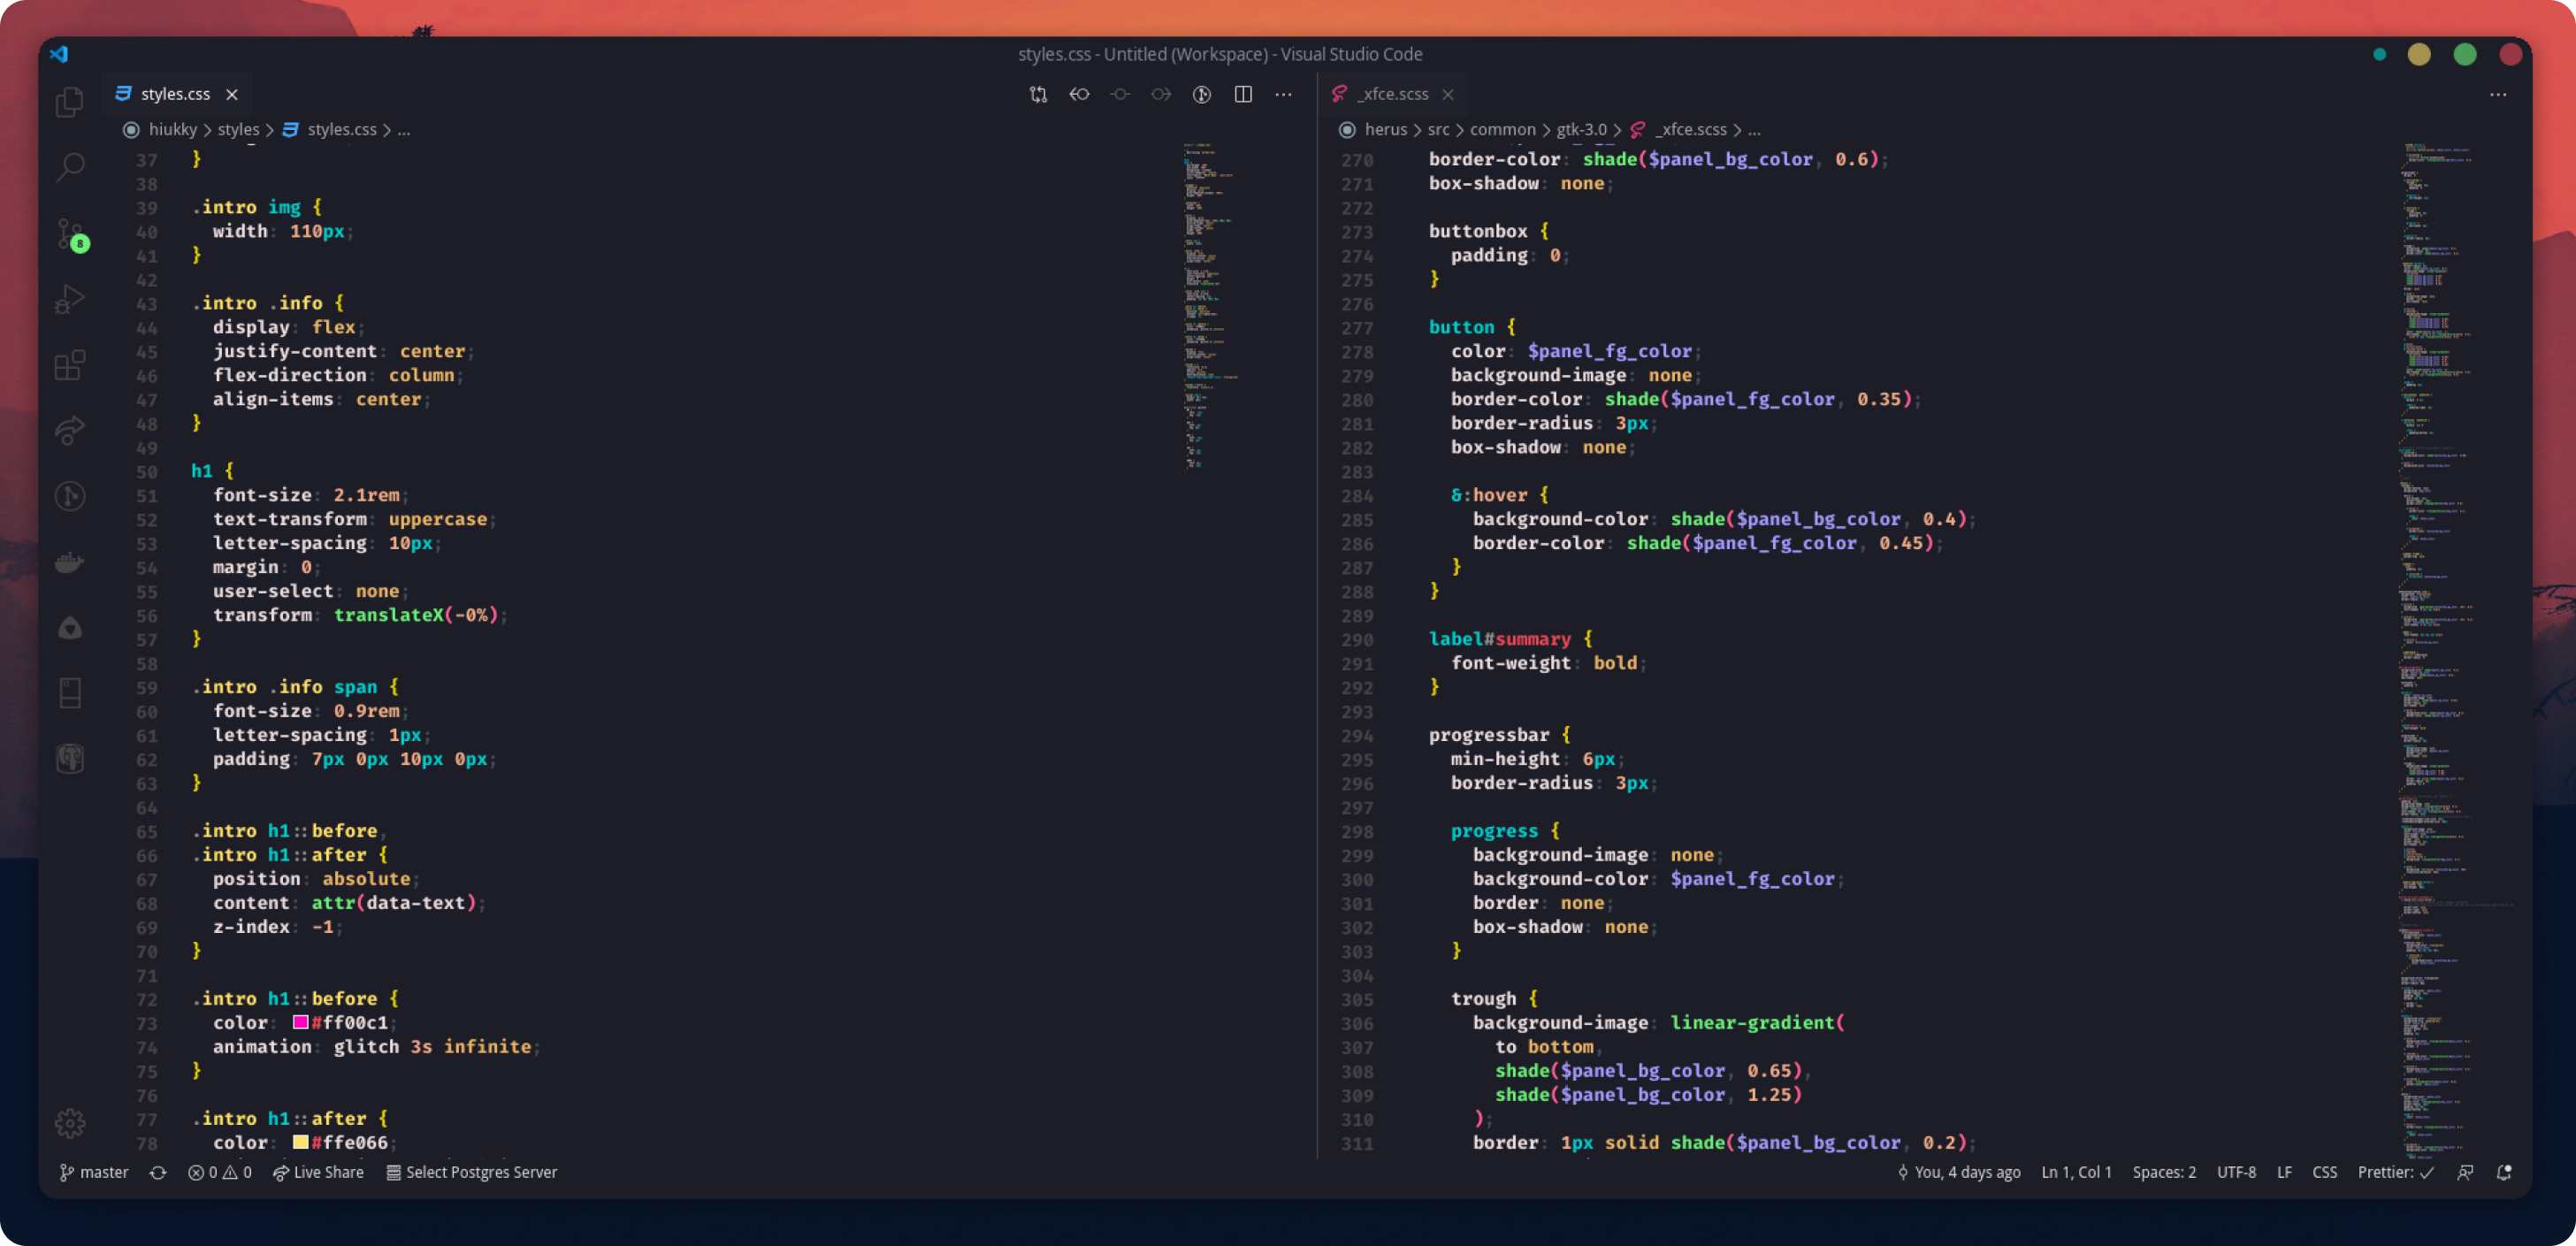 styles.css - Untitled (Workspace) - Visual Studio Code
styles.css
hiukky > styles > styles.css > ...
37 }
38
39 .intro img {
40 width: 110px;
41 }
42
43 .intro .info {
44 display: flex;
45 justify-content: center;
46 flex-direction: column;
47 align-items: center;
48 }
49
50 h1 {
51 font-size: 2.1rem;
52 text-transform: uppercase;
53 letter-spacing: 10px;
54 margin: 0;
55 user-select: none;
56 transform: translateX(-0%);
57 }
58
59 .intro .info span {
60 font-size: 0.9rem;
61 letter-spacing: 1px;
62 padding: 7px 0px 10px 0px;
63 }
64
65 .intro h1::before,
66 .intro h1::after {
67 position: absolute;
68 content: attr(data-text);
69 z-index: -1;
70 }
71
72 .intro h1::before {
73 color: #ff00c1;
74 animation: glitch 3s infinite;
75 }
76
77 .intro h1::after {
78 color: #ffe066;
_xfce.scss
herus > src > common > gtk-3.0 > _xfce.scss > ...
270 border-color: shade($panel_bg_color, 0.6);
271 box-shadow: none;
272
273 buttonbox {
274 padding: 0;
275 }
276
277 button {
278 color: $panel_fg_color;
279 background-image: none;
280 border-color: shade($panel_fg_color, 0.35);
281 border-radius: 3px;
282 box-shadow: none;
283
284 &:hover {
285 background-color: shade($panel_bg_color, 0.4);
286 border-color: shade($panel_fg_color, 0.45);
287 }
288 }
289
290 label#summary {
291 font-weight: bold;
292 }
293
294 progressbar {
295 min-height: 6px;
296 border-radius: 3px;
297
298 progress {
299 background-image: none;
300 background-color: $panel_fg_color;
301 border: none;
302 box-shadow: none;
303 }
304
305 trough {
306 background-image: linear-gradient(
307 to bottom,
308 shade($panel_bg_color, 0.65),
309 shade($panel_bg_color, 1.25)
310 );
311 border: 1px solid shade($panel_bg_color, 0.2);
8
master 0 0 Live Share Select Postgres Server You, 4 days ago Ln 1, Col 1 Spaces: 2 UTF-8 LF CSS Prettier: ✓